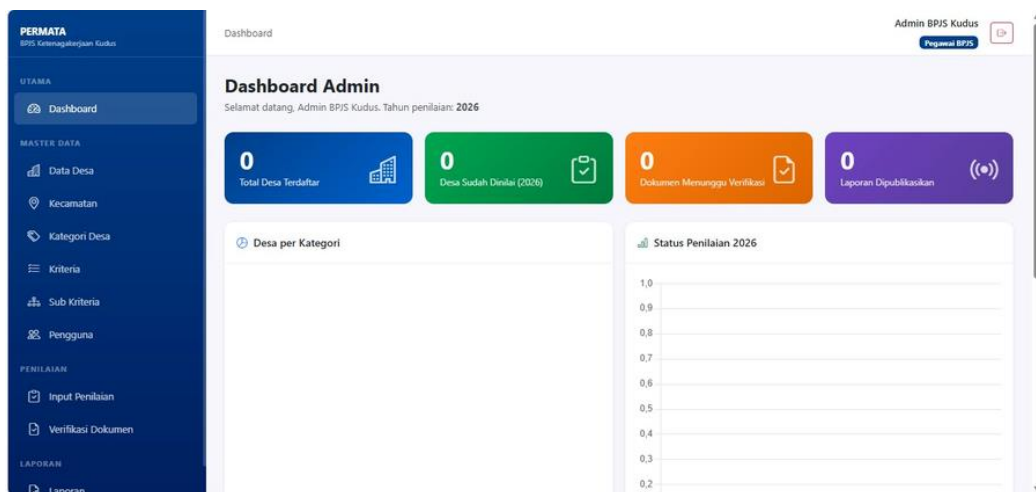 PERMATA
BPJS Ketenagakerjaan Kudus
UTAMA
Dashboard
MASTER DATA
Data Desa
Kecamatan
Kategori Desa
Kriteria
Sub Kriteria
Pengguna
PENILAIAN
Input Penilaian
Verifikasi Dokumen
LAPORAN
Laporan
Dashboard
Admin BPJS Kudus
Pegawai BPJS
Dashboard Admin
Selamat datang, Admin BPJS Kudus. Tahun penilaian: 2026
0
Total Desa Terdaftar
0
Desa Sudah Dinilai (2026)
0
Dokumen Menunggu Verifikasi
0
Laporan Dipublikasikan
Desa per Kategori
Status Penilaian 2026
1,0
0,9
0,8
0,7
0,6
0,5
0,4
0,3
0,2